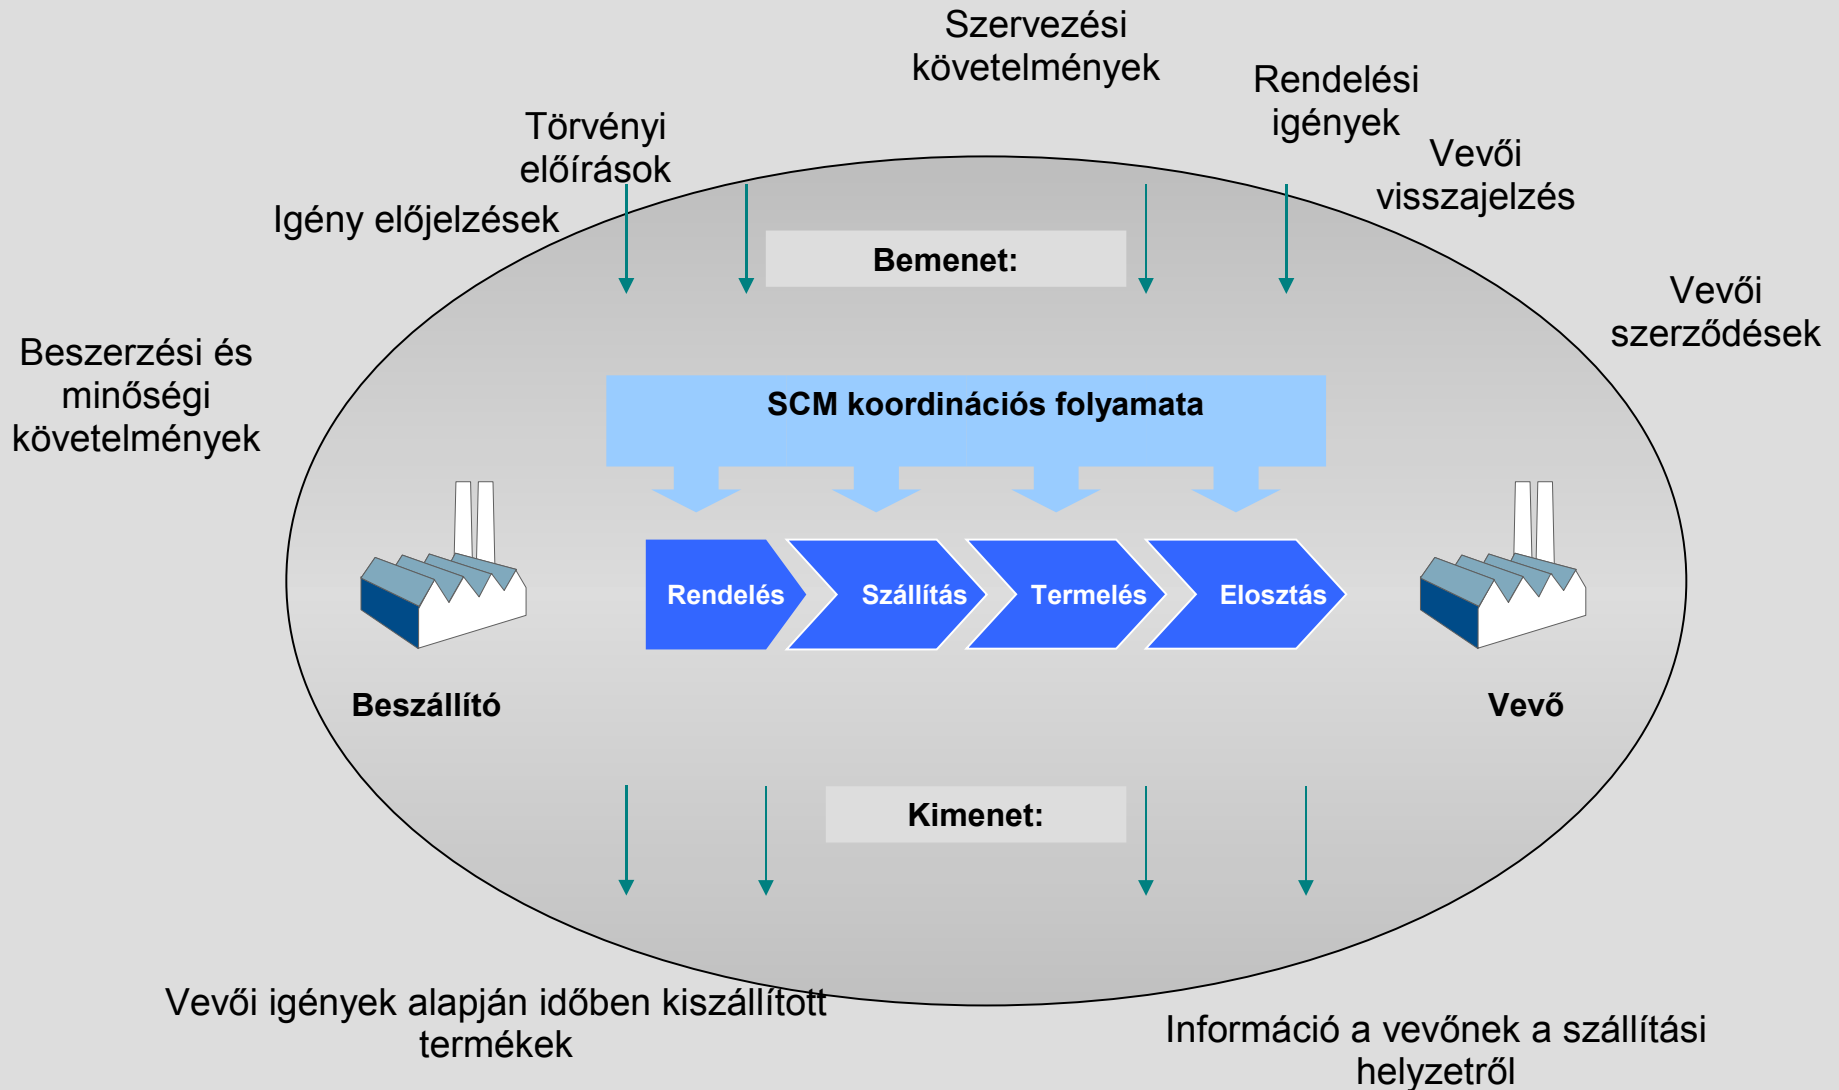 Szervezési
követelmények
Rendelési
igények
Törvényi
előírások
Vevői
visszajelzés
Igény előjelzések
Bemenet:
Vevői
szerződések
Beszerzési és
minőségi
követelmények
SCM koordinációs folyamata
Rendelés
Szállítás
Termelés
Elosztás
Beszállító
Vevő
Kimenet:
Vevői igények alapján időben kiszállított
termékek
Információ a vevőnek a szállítási
helyzetről